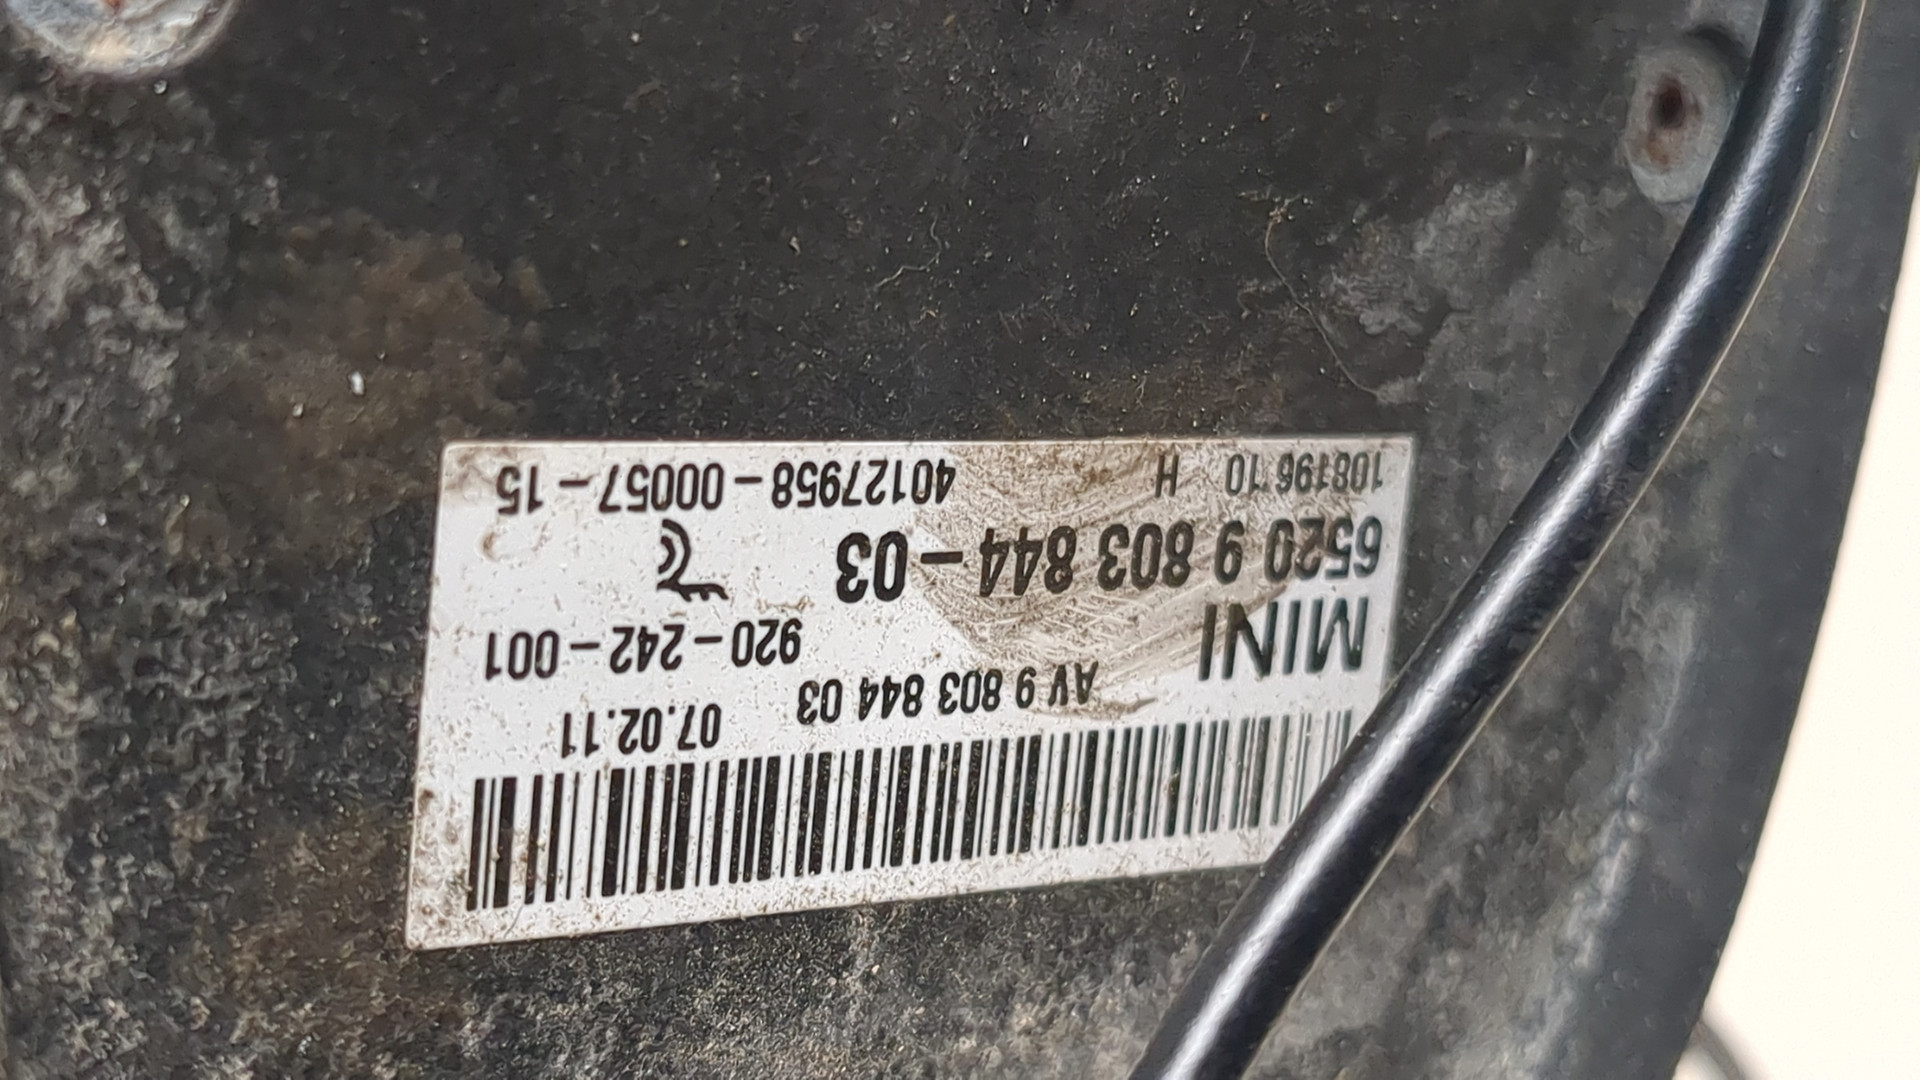 108796 10 H 40127958-00057-15
6520 9 803 844-03
MINI 920-242-001
AV 9 803 844 03 07.02.11